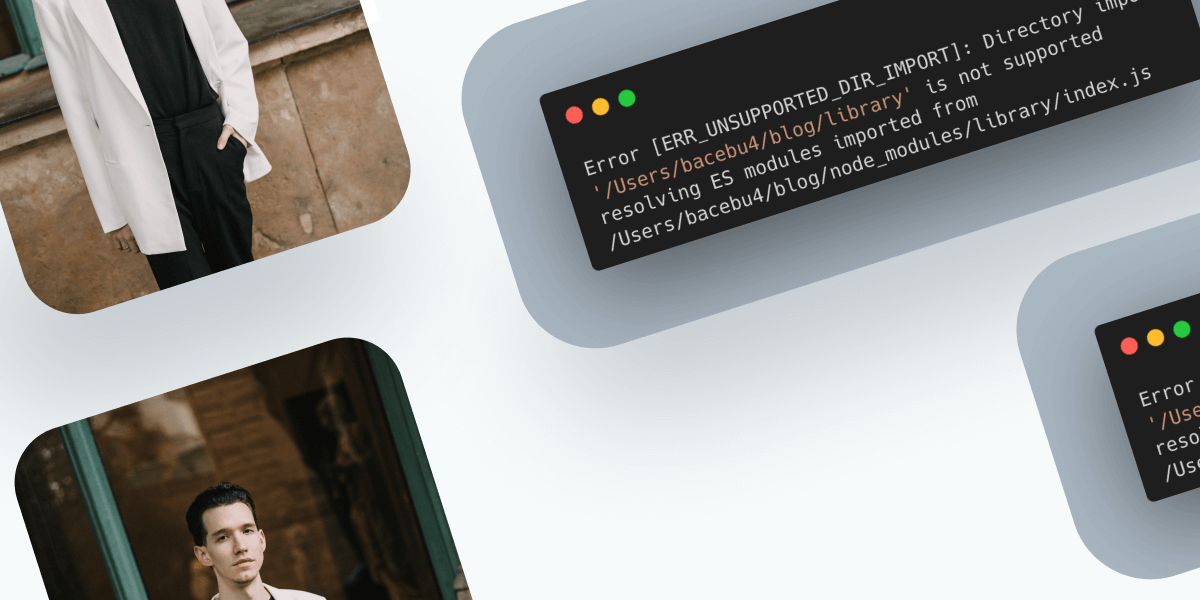 Error [ERR_UNSUPPORTED_DIR_IMPORT]: Directory
'/Users/bacebu4/blog/library' is not supported
resolving ES modules imported from
/Users/bacebu4/blog/node_modules/library/index.js
Error